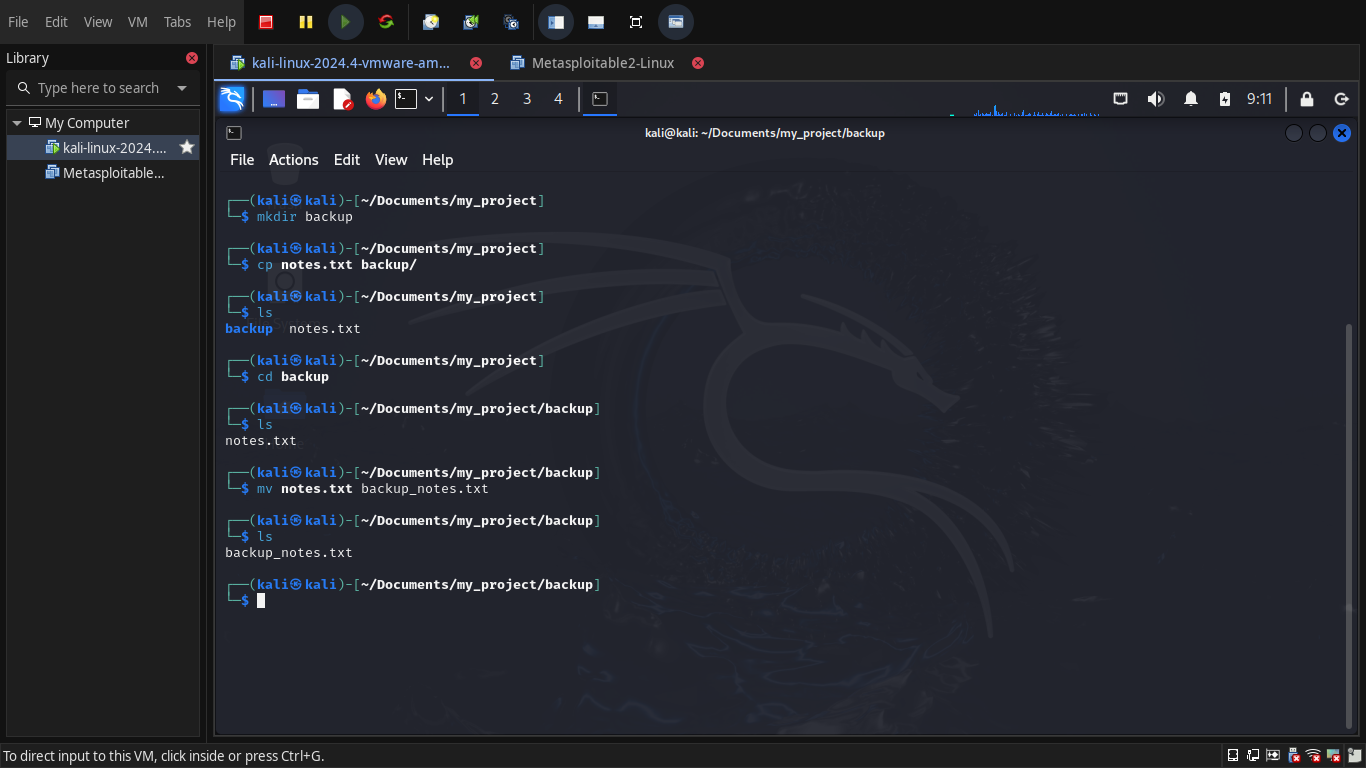 File Edit View VM Tabs Help
Library
kali-linux-2024.4-vmware-am...
Metasploitable2-Linux
Type here to search
1 2 3 4
9:11
My Computer
kali-linux-2024....
Metasploitable...
kali@kali: ~/Documents/my_project/backup
File Actions Edit View Help
┌──(kali㉿kali)-[~/Documents/my_project]
└─$ mkdir backup
┌──(kali㉿kali)-[~/Documents/my_project]
└─$ cp notes.txt backup/
┌──(kali㉿kali)-[~/Documents/my_project]
└─$ ls
backup  notes.txt
┌──(kali㉿kali)-[~/Documents/my_project]
└─$ cd backup
┌──(kali㉿kali)-[~/Documents/my_project/backup]
└─$ ls
notes.txt
┌──(kali㉿kali)-[~/Documents/my_project/backup]
└─$ mv notes.txt backup_notes.txt
┌──(kali㉿kali)-[~/Documents/my_project/backup]
└─$ ls
backup_notes.txt
┌──(kali㉿kali)-[~/Documents/my_project/backup]
└─$
To direct input to this VM, click inside or press Ctrl+G.